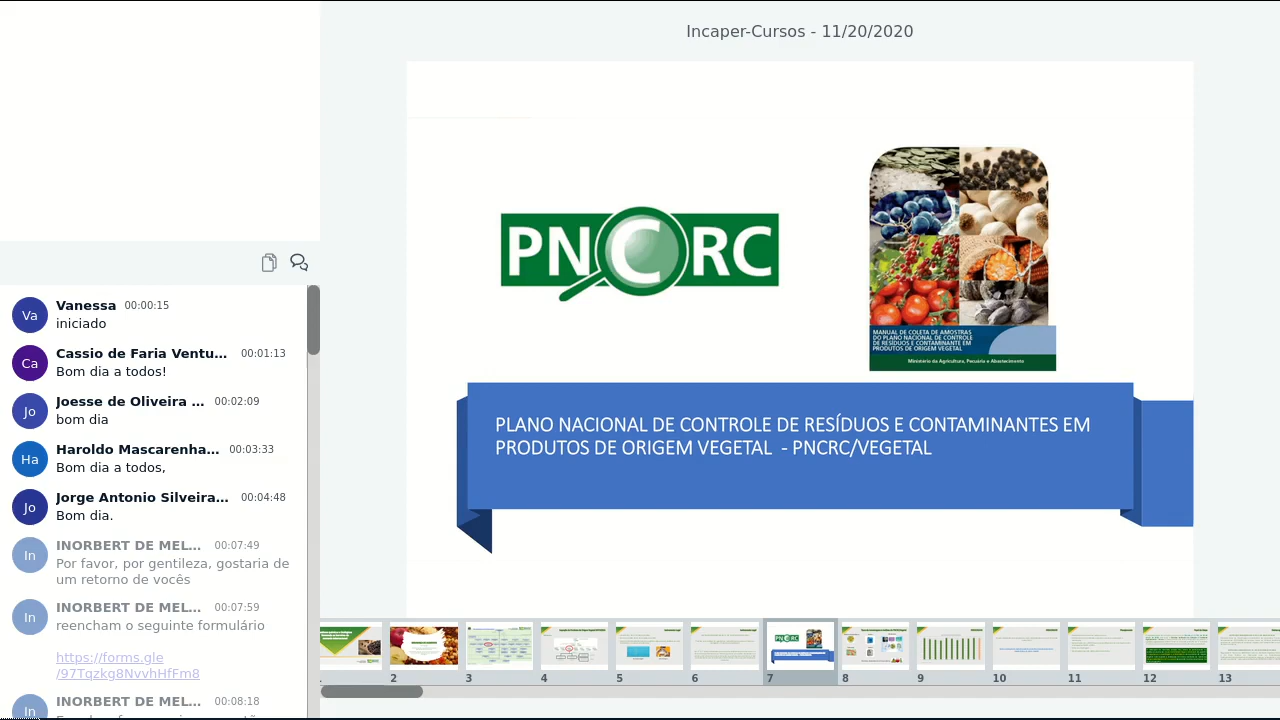 Incaper-Cursos - 11/20/2020
Va
Vanessa 00:00:15
iniciado
Ca
Cassio de Faria Ventu... 00:01:13
Bom dia a todos!
Jo
Joesse de Oliveira ... 00:02:09
bom dia
Ha
Haroldo Mascarenha... 00:03:33
Bom dia a todos,
Jo
Jorge Antonio Silveira... 00:04:48
Bom dia.
In
INORBERT DE MEL... 00:07:49
Por favor, por gentileza, gostaria de
um retorno de vocês
In
INORBERT DE MEL... 00:07:59
reencham o seguinte formulário
https://forms.gle
/97Tqzkg8NvvhHfFm8
In
INORBERT DE MEL... 00:08:18
PNCRC
MANUAL DE COLETA DE AMOSTRAS
DO PLANO NACIONAL DE CONTROLE
DE RESÍDUOS E CONTAMINANTE EM
PRODUTOS DE ORIGEM VEGETAL
Ministério da Agricultura, Pecuária e Abastecimento
PLANO NACIONAL DE CONTROLE DE RESÍDUOS E CONTAMINANTES EM
PRODUTOS DE ORIGEM VEGETAL - PNCRC/VEGETAL
2
3
4
5
6
7
8
9
10
11
12
13